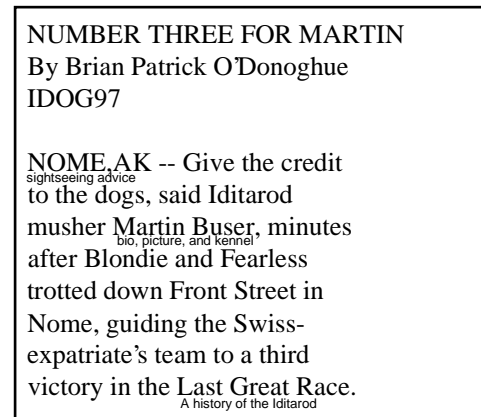 NUMBER THREE FOR MARTIN
By Brian Patrick O'Donoghue
IDOG97
NOME,AK -- Give the credit
sightseeing advice
to the dogs, said Iditarod
musher Martin Buser, minutes
bio, picture, and kennel
after Blondie and Fearless
trotted down Front Street in
Nome, guiding the Swiss-
expatriate's team to a third
victory in the Last Great Race.
A history of the Iditarod